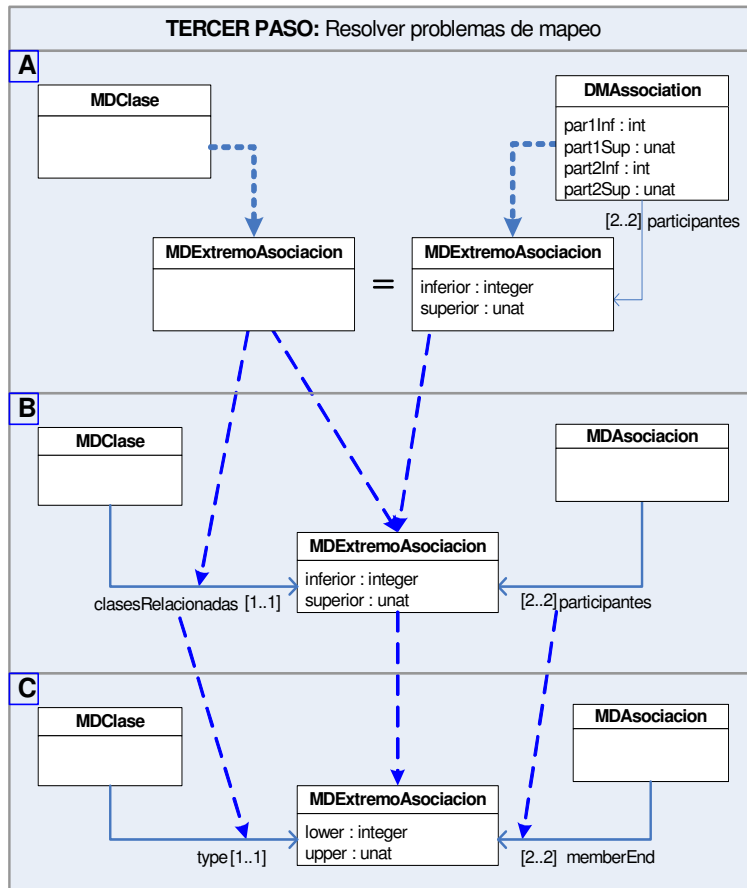 TERCER PASO: Resolver problemas de mapeo
A
MDClase
DMAssociation
par1Inf : int
part1Sup : unat
part2Inf : int
part2Sup : unat
[2..2] participantes
MDExtremoAsociacion
=
MDExtremoAsociacion
inferior : integer
superior : unat
B
MDClase
MDAsociacion
MDExtremoAsociacion
inferior : integer
superior : unat
clasesRelacionadas [1..1]
[2..2] participantes
C
MDClase
MDAsociacion
MDExtremoAsociacion
lower : integer
upper : unat
type [1..1]
[2..2] memberEnd